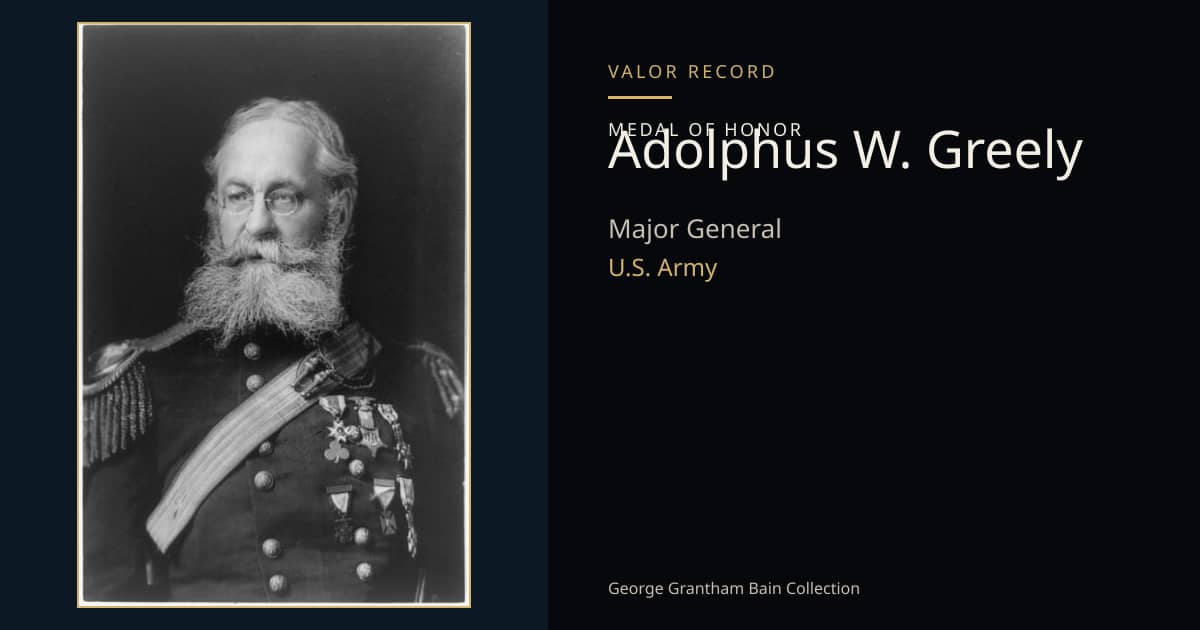 VALOR RECORD
MEDAL OF HONOR
Adolphus W. Greely
Major General
U.S. Army
George Grantham Bain Collection